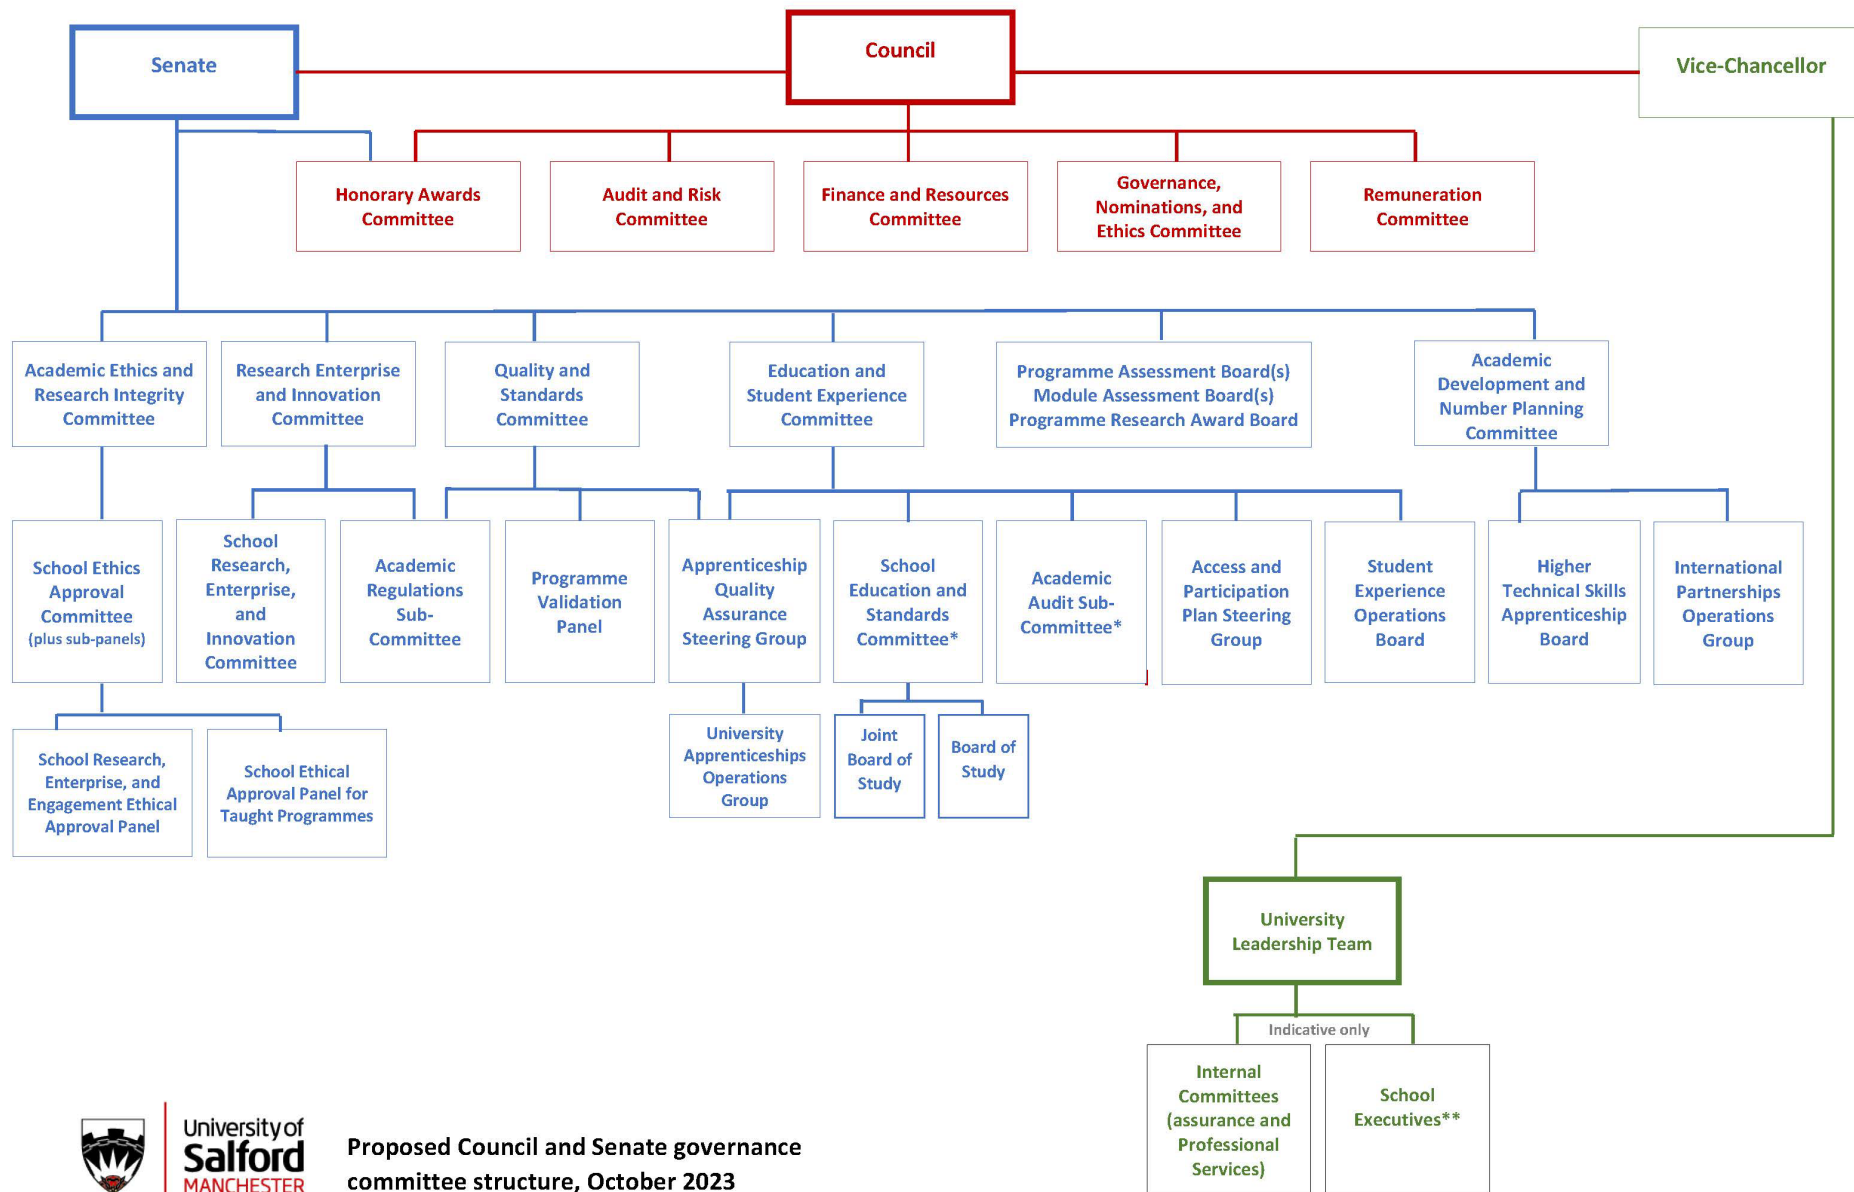 Senate
Council
Vice-Chancellor
Honorary Awards
Committee
Audit and Risk
Committee
Finance and Resources
Committee
Governance,
Nominations, and
Ethics Committee
Remuneration
Committee
Academic Ethics and
Research Integrity
Committee
Research Enterprise
and Innovation
Committee
Quality and
Standards
Committee
Education and
Student Experience
Committee
Programme Assessment Board(s)
Module Assessment Board(s)
Programme Research Award Board
Academic
Development and
Number Planning
Committee
School Ethics
Approval
Committee
(plus sub-panels)
School
Research,
Enterprise,
and
Innovation
Committee
Academic
Regulations
Sub-
Committee
Programme
Validation
Panel
Apprenticeship
Quality
Assurance
Steering Group
School
Education and
Standards
Committee*
Academic
Audit Sub-
Committee*
Access and
Participation
Plan Steering
Group
Student
Experience
Operations
Board
Higher
Technical Skills
Apprenticeship
Board
International
Partnerships
Operations
Group
School Research,
Enterprise, and
Engagement Ethical
Approval Panel
School Ethical
Approval Panel for
Taught Programmes
University
Apprenticeships
Operations
Group
Joint
Board of
Study
Board of
Study
University
Leadership Team
Indicative only
Internal
Committees
(assurance and
Professional
Services)
School
Executives**
University of
Salford
MANCHESTER
Proposed Council and Senate governance
committee structure, October 2023